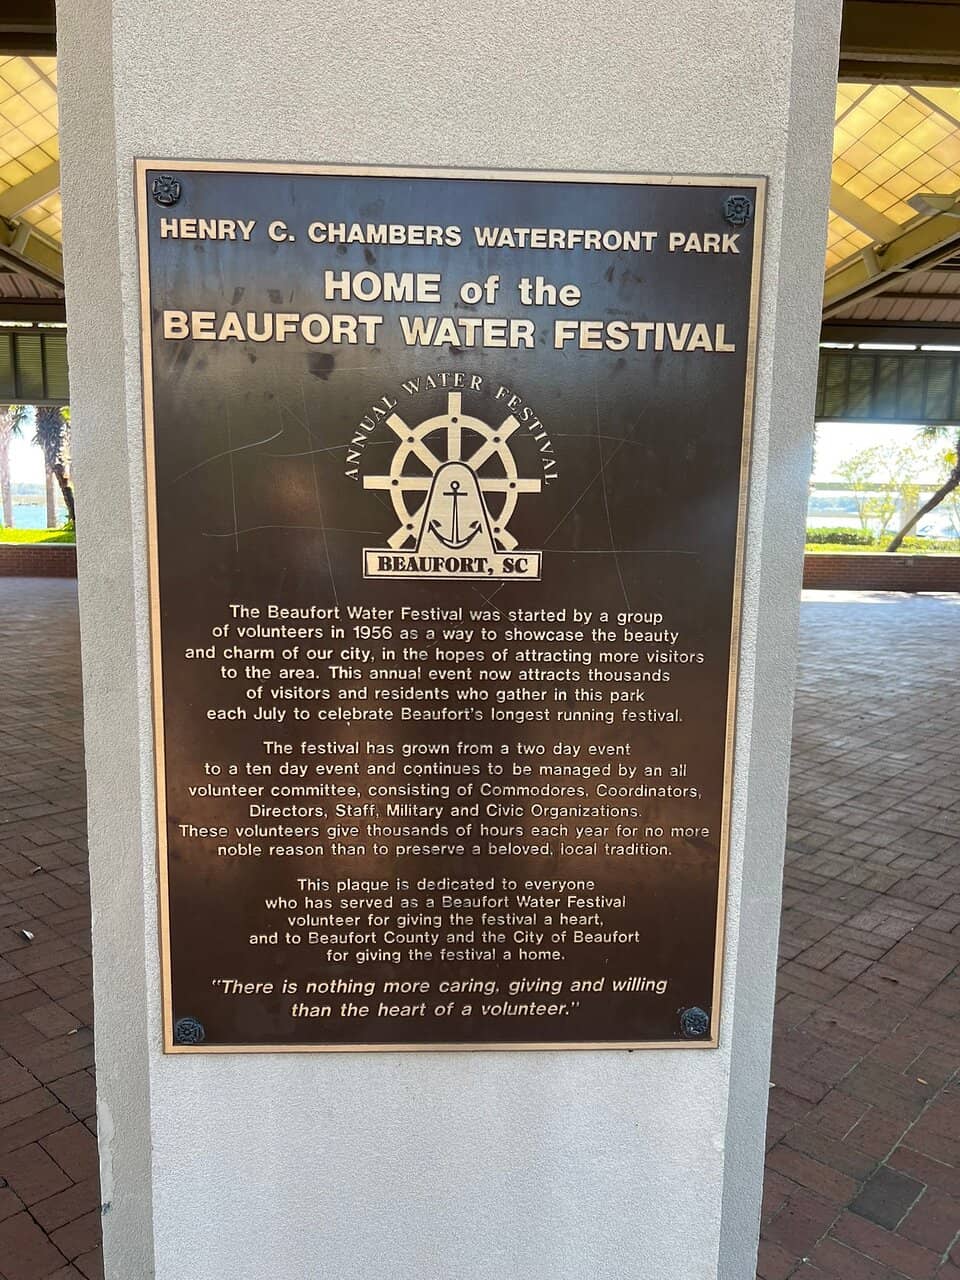 HENRY C. CHAMBERS WATERFRONT PARK
HOME of the
BEAUFORT WATER FESTIVAL
ANNUAL WATER FESTIVAL
BEAUFORT, SC
The Beaufort Water Festival was started by a group
of volunteers in 1956 as a way to showcase the beauty
and charm of our city, in the hopes of attracting more visitors
to the area. This annual event now attracts thousands
of visitors and residents who gather in this park
each July to celebrate Beaufort's longest running festival.
The festival has grown from a two day event
to a ten day event and continues to be managed by an all
volunteer committee, consisting of Commodores, Coordinators,
Directors, Staff, Military and Civic Organizations.
These volunteers give thousands of hours each year for no more
noble reason than to preserve a beloved, local tradition.
This plaque is dedicated to everyone
who has served as a Beaufort Water Festival
volunteer for giving the festival a heart,
and to Beaufort County and the City of Beaufort
for giving the festival a home.
"There is nothing more caring, giving and willing
than the heart of a volunteer."